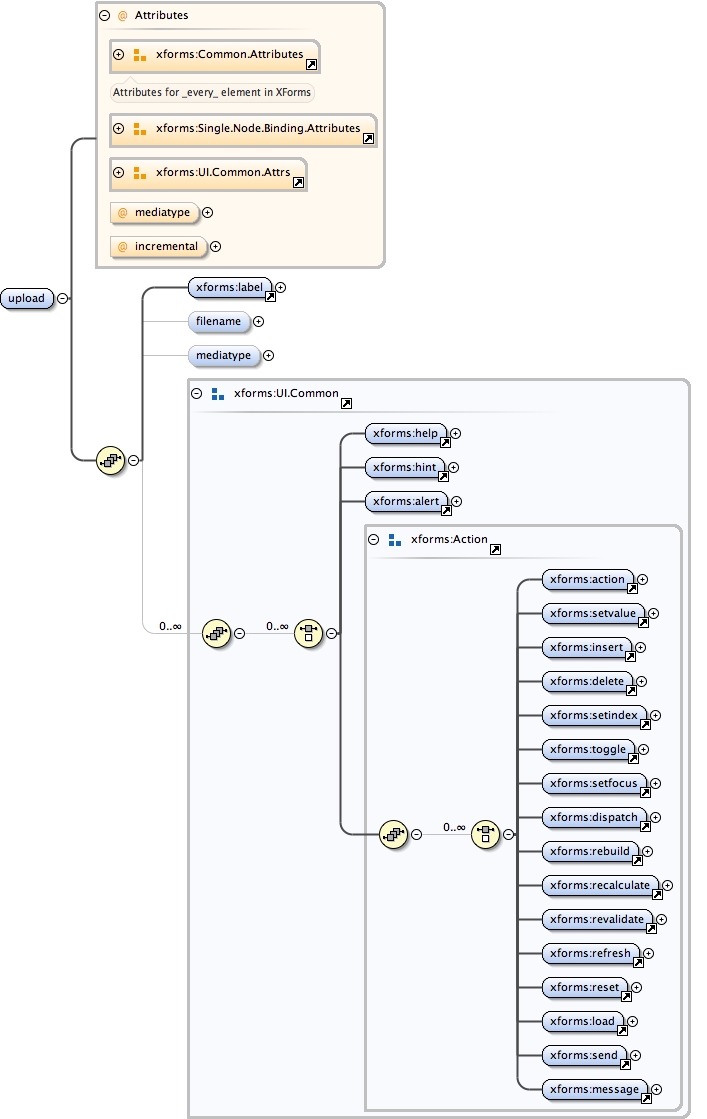 @ Attributes
xforms:Common.Attributes
Attributes for _every_ element in XForms
xforms:Single.Node.Binding.Attributes
xforms:UI.Common.Attrs
@ mediatype
@ incremental
upload
xforms:label
filename
mediatype
xforms:UI.Common
xforms:help
xforms:hint
xforms:alert
xforms:Action
xforms:action
xforms:setvalue
0..∞
0..∞
xforms:insert
xforms:delete
xforms:setindex
xforms:toggle
xforms:setfocus
xforms:dispatch
0..∞
xforms:rebuild
xforms:recalculate
xforms:revalidate
xforms:refresh
xforms:reset
xforms:load
xforms:send
xforms:message